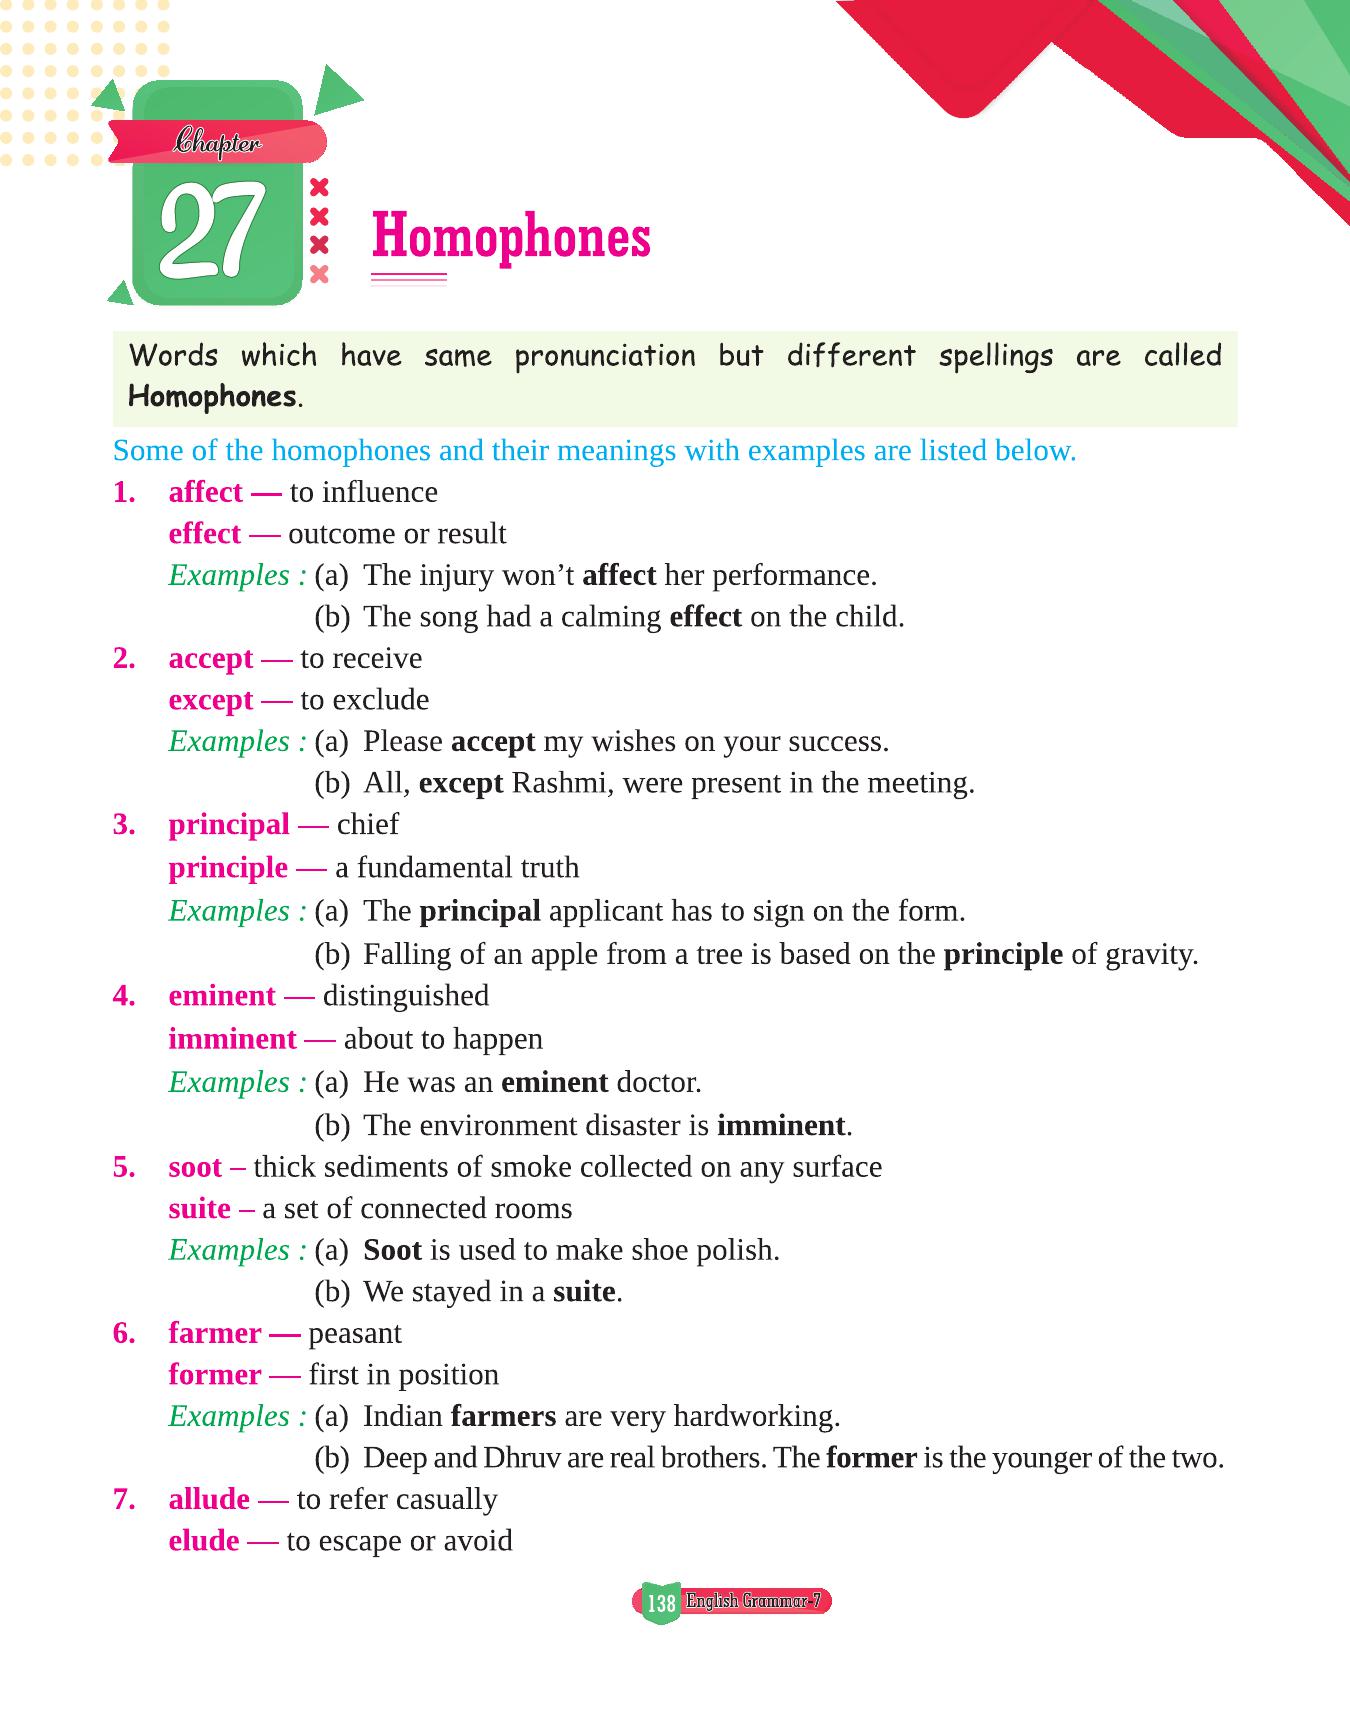 Chapter
27
Homophones
Words which have same pronunciation but different spellings are called
Homophones.
Some of the homophones and their meanings with examples are listed below.
1. affect — to influence
effect — outcome or result
Examples : (a) The injury won’t affect her performance.
(b) The song had a calming effect on the child.
2. accept — to receive
except — to exclude
Examples : (a) Please accept my wishes on your success.
(b) All, except Rashmi, were present in the meeting.
3. principal — chief
principle — a fundamental truth
Examples : (a) The principal applicant has to sign on the form.
(b) Falling of an apple from a tree is based on the principle of gravity.
4. eminent — distinguished
imminent — about to happen
Examples : (a) He was an eminent doctor.
(b) The environment disaster is imminent.
5. soot – thick sediments of smoke collected on any surface
suite – a set of connected rooms
Examples : (a) Soot is used to make shoe polish.
(b) We stayed in a suite.
6. farmer — peasant
former — first in position
Examples : (a) Indian farmers are very hardworking.
(b) Deep and Dhruv are real brothers. The former is the younger of the two.
7. allude — to refer casually
elude — to escape or avoid
138 English Grammar-7